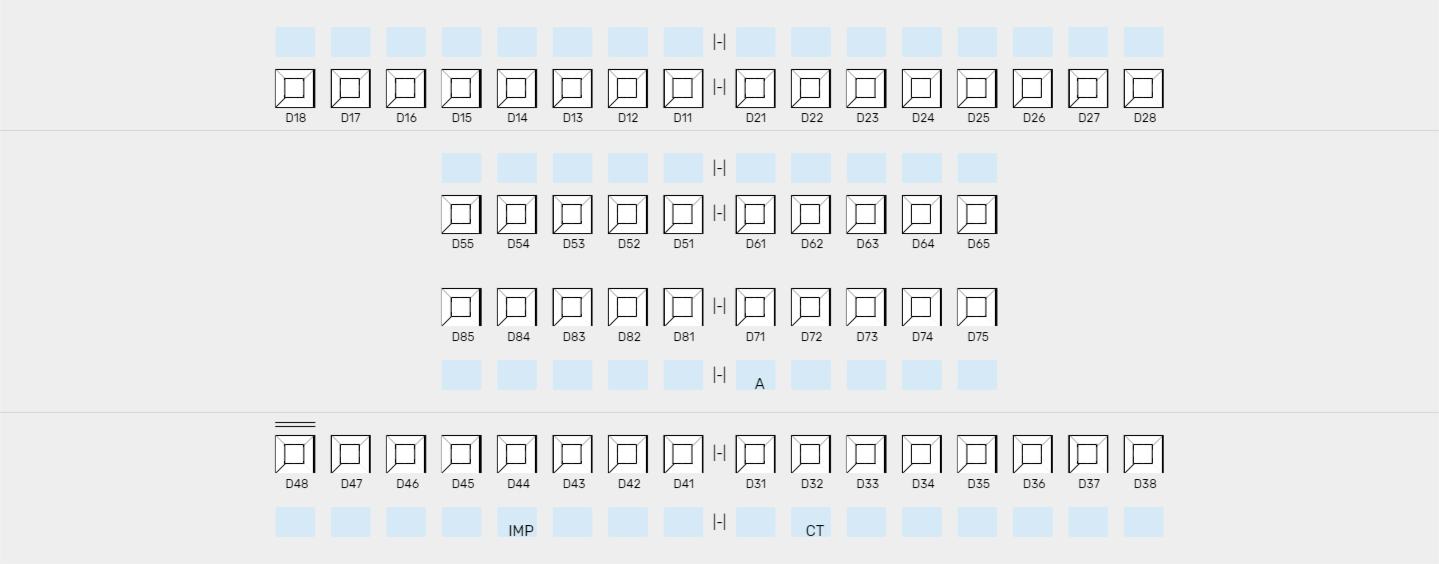 |-|
|-|
D18 D17 D16 D15 D14 D13 D12 D11 D21 D22 D23 D24 D25 D26 D27 D28
|-|
|-|
D55 D54 D53 D52 D51 D61 D62 D63 D64 D65
|-|
D85 D84 D83 D82 D81 D71 D72 D73 D74 D75
|-| A
|-|
D48 D47 D46 D45 D44 D43 D42 D41 D31 D32 D33 D34 D35 D36 D37 D38
IMP |-| CT